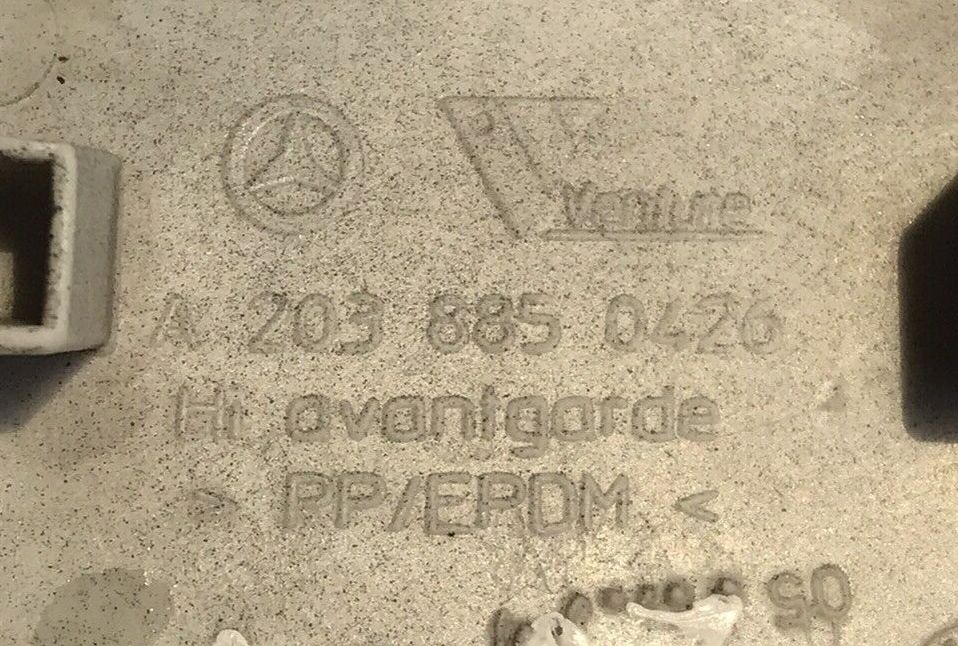 Venture
A 203 885 0426
Hi avantgarde
> PP/EPDM <